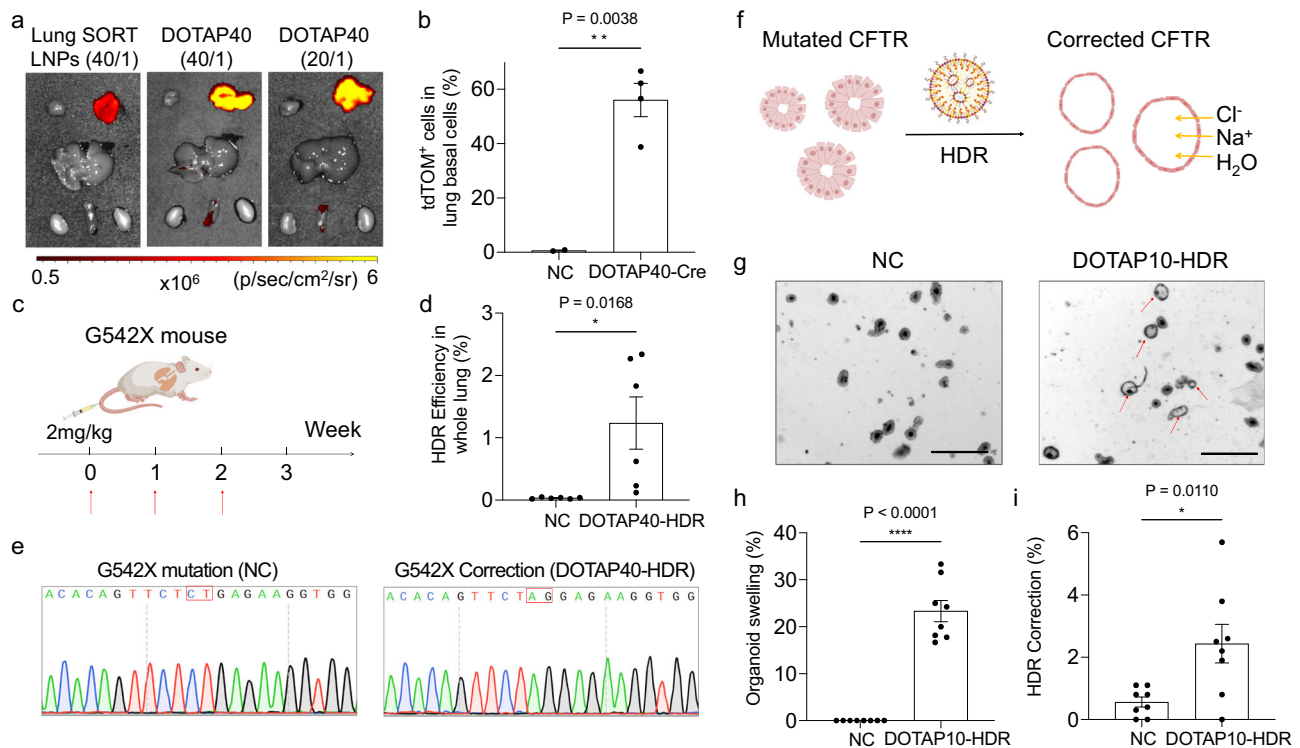 a
Lung SORT
LNPs (40/1)
DOTAP40
(40/1)
DOTAP40
(20/1)
0.5
x10⁶
(p/sec/cm²/sr)
6
b
P = 0.0038
**
tdTOM⁺ cells in
lung basal cells (%)
60
40
20
0
NC
DOTAP40-Cre
c
G542X mouse
2mg/kg
Week
0
1
2
3
d
P = 0.0168
*
HDR Efficiency in
whole lung (%)
3
2
1
0
NC
DOTAP40-HDR
e
G542X mutation (NC)
ACACAGTTCTCTGAGAAGGTGG
G542X Correction (DOTAP40-HDR)
ACACAGTTCTAGGAGAAGGTGG
f
Mutated CFTR
HDR
Corrected CFTR
Cl⁻
Na⁺
H₂O
g
NC
DOTAP10-HDR
h
P < 0.0001
****
Organoid swelling (%)
40
30
20
10
0
NC
DOTAP10-HDR
i
P = 0.0110
*
HDR Correction (%)
6
4
2
0
NC
DOTAP10-HDR